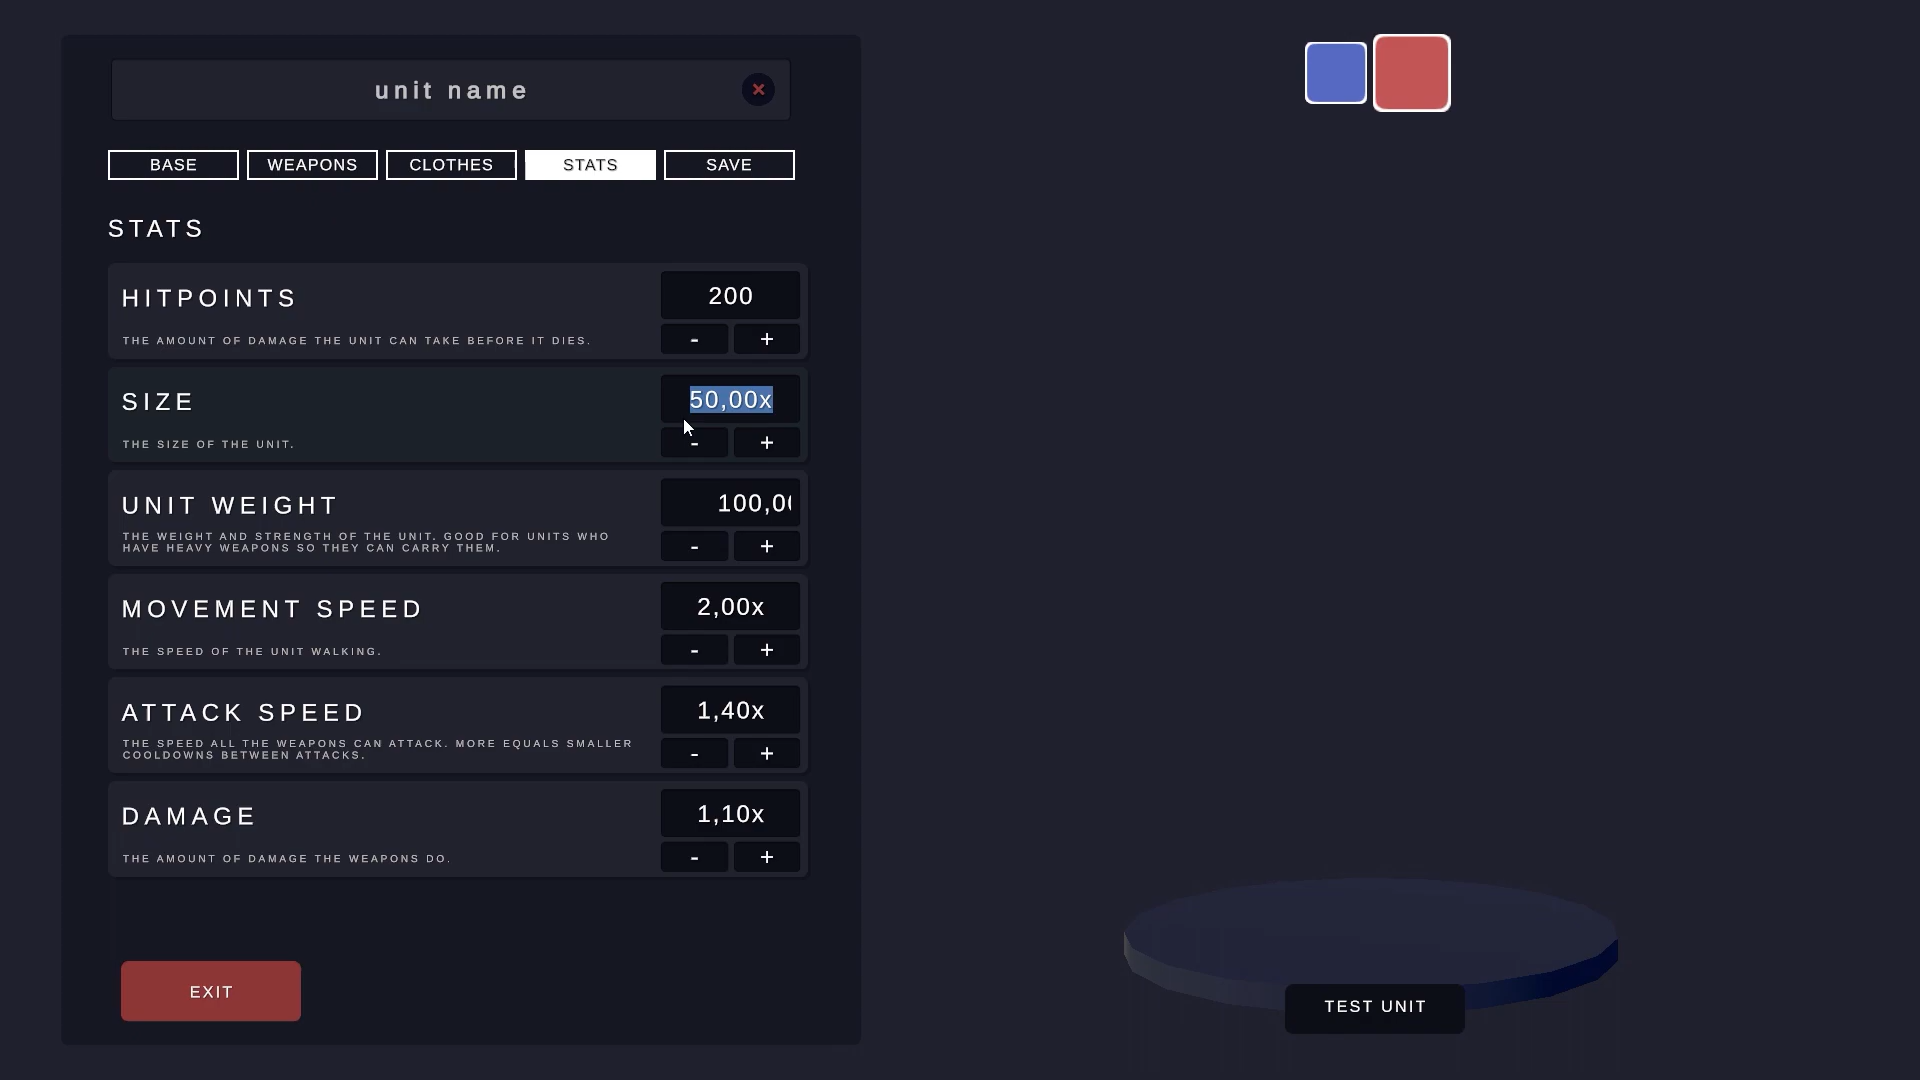 unit name
BASE
WEAPONS
CLOTHES
STATS
SAVE
STATS
HITPOINTS
200
THE AMOUNT OF DAMAGE THE UNIT CAN TAKE BEFORE IT DIES.
- +
SIZE
50,00x
THE SIZE OF THE UNIT.
- +
UNIT WEIGHT
100,0
THE WEIGHT AND STRENGTH OF THE UNIT. GOOD FOR UNITS WHO
HAVE HEAVY WEAPONS SO THEY CAN CARRY THEM.
- +
MOVEMENT SPEED
2,00x
THE SPEED OF THE UNIT WALKING.
- +
ATTACK SPEED
1,40x
THE SPEED ALL THE WEAPONS CAN ATTACK. MORE EQUALS SMALLER
COOLDOWNS BETWEEN ATTACKS.
- +
DAMAGE
1,10x
THE AMOUNT OF DAMAGE THE WEAPONS DO.
- +
EXIT
TEST UNIT